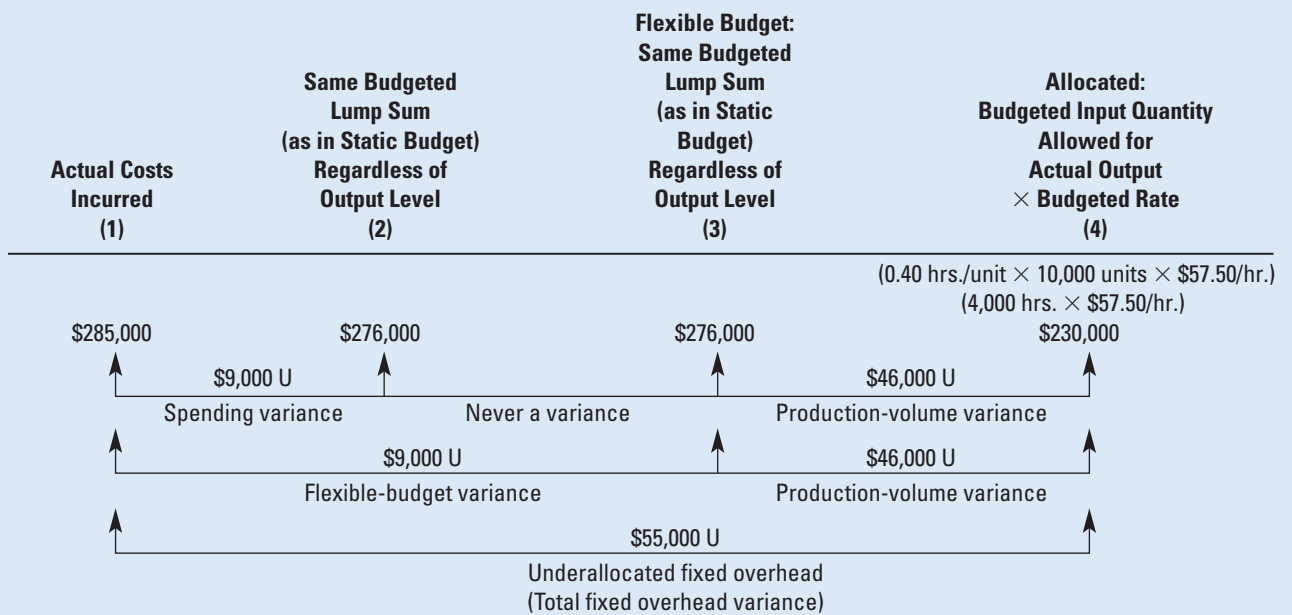 Actual Costs
Incurred
(1)
Same Budgeted
Lump Sum
(as in Static Budget)
Regardless of
Output Level
(2)
Flexible Budget:
Same Budgeted
Lump Sum
(as in Static
Budget)
Regardless of
Output Level
(3)
Allocated:
Budgeted Input Quantity
Allowed for
Actual Output
× Budgeted Rate
(4)
(0.40 hrs./unit × 10,000 units × $57.50/hr.)
(4,000 hrs. × $57.50/hr.)
$285,000 $276,000 $276,000 $230,000
$9,000 U $46,000 U
Spending variance Never a variance Production-volume variance
$9,000 U $46,000 U
Flexible-budget variance Production-volume variance
$55,000 U
Underallocated fixed overhead
(Total fixed overhead variance)